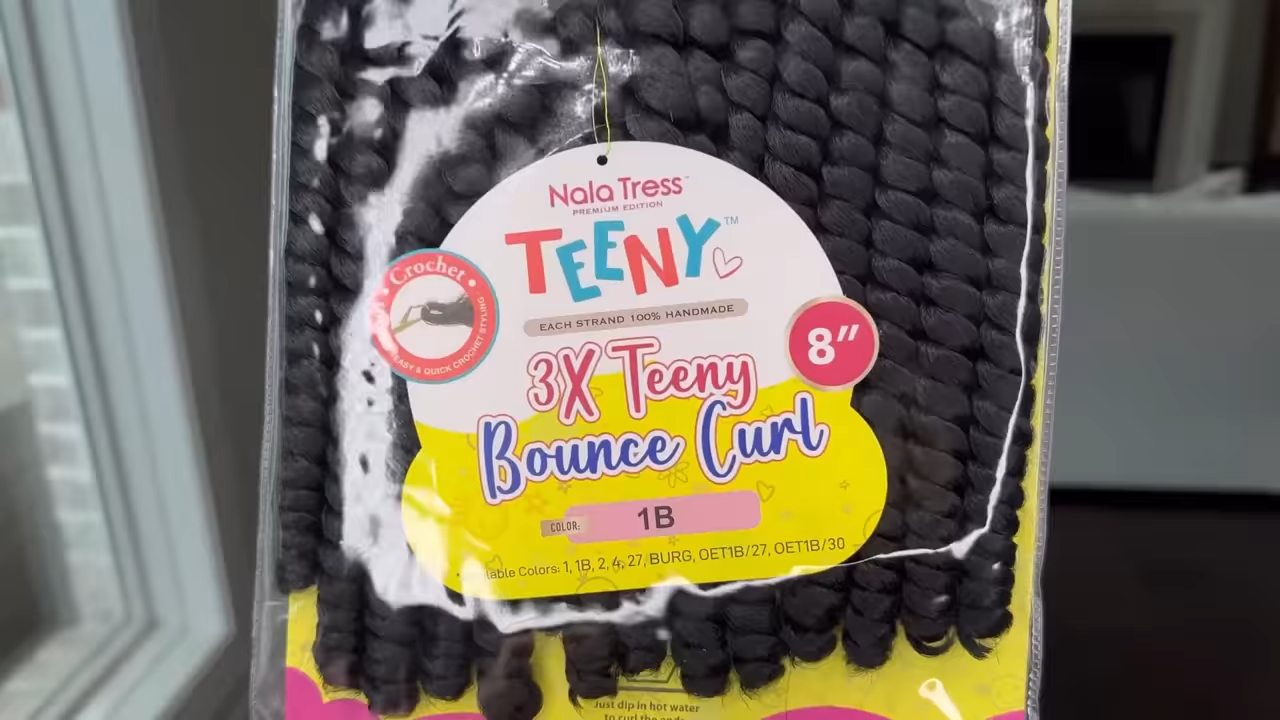 Nala Tress
PREMIUM EDITION
TEENY™
Crochet
EASY & QUICK CROCHET STYLING
EACH STRAND 100% HANDMADE
8”
3X Teeny
Bounce Curl
COLOR: 1B
Colors: 1, 1B, 2, 4, 27, BURG, OET1B/27, OET1B/30
Just dip in hot water
to curl the ends